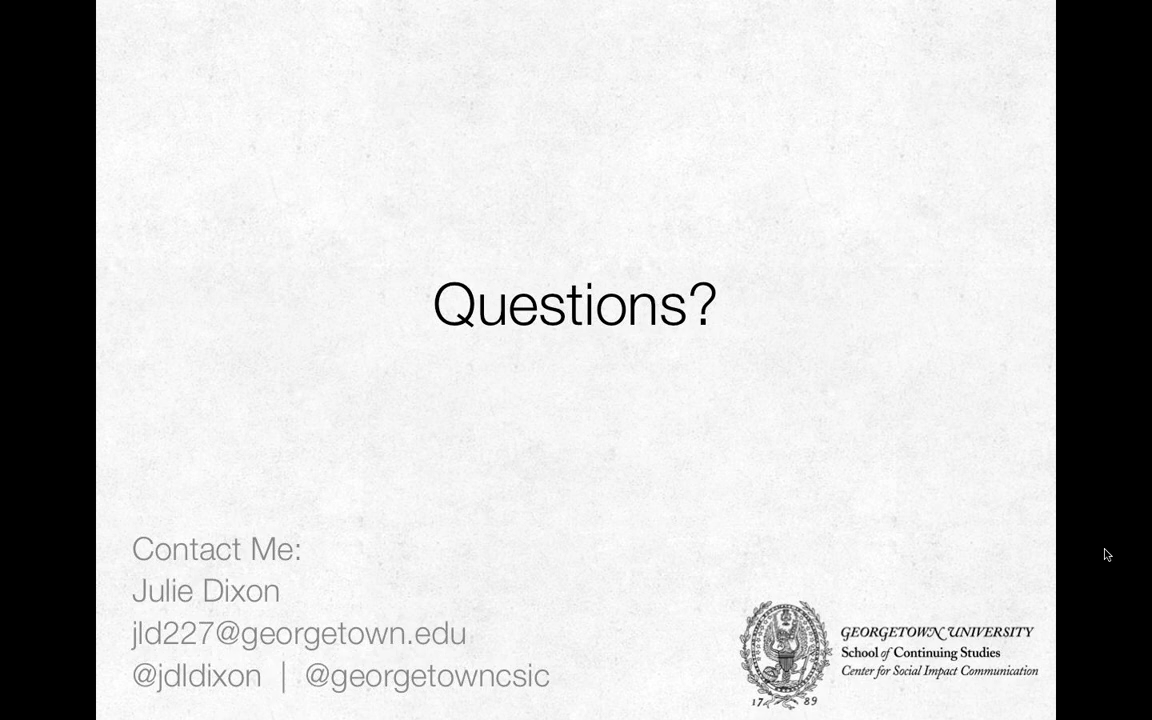 Questions?
Contact Me:
Julie Dixon
jld227@georgetown.edu
@jdldixon | @georgetowncsic
GEORGETOWN UNIVERSITY
School of Continuing Studies
Center for Social Impact Communication
17 89